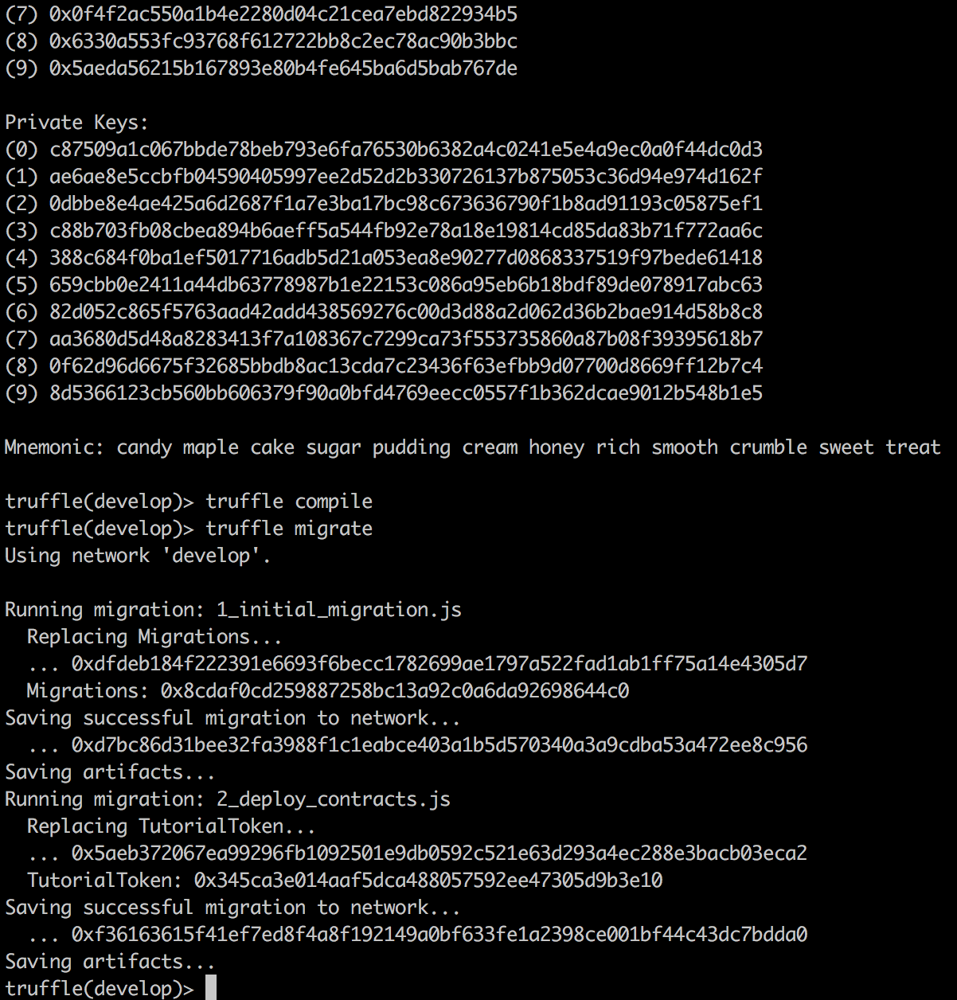 (7) 0x0f4f2ac550a1b4e2280d04c21cea7ebd822934b5
(8) 0x6330a553fc93768f612722bb8c2ec78ac90b3bbc
(9) 0x5aeda56215b167893e80b4fe645ba6d5bab767de
Private Keys:
(0) c87509a1c067bbde78beb793e6fa76530b6382a4c0241e5e4a9ec0a0f44dc0d3
(1) ae6ae8e5ccbfb04590405997ee2d52d2b330726137b875053c36d94e974d162f
(2) 0dbbe8e4ae425a6d2687f1a7e3ba17bc98c673636790f1b8ad91193c05875ef1
(3) c88b703fb08cbea894b6aeff5a544fb92e78a18e19814cd85da83b71f772aa6c
(4) 388c684f0ba1ef5017716adb5d21a053ea8e90277d0868337519f97bede61418
(5) 659cbb0e2411a44db63778987b1e22153c086a95eb6b18bdf89de078917abc63
(6) 82d052c865f5763aad42add438569276c00d3d88a2d062d36b2bae914d58b8c8
(7) aa3680d5d48a8283413f7a108367c7299ca73f553735860a87b08f39395618b7
(8) 0f62d96d6675f32685bbdb8ac13cda7c23436f63efbb9d07700d8669ff12b7c4
(9) 8d5366123cb560bb606379f90a0bfd4769eecc0557f1b362dcae9012b548b1e5
Mnemonic: candy maple cake sugar pudding cream honey rich smooth crumble sweet treat
truffle(develop)> truffle compile
truffle(develop)> truffle migrate
Using network 'develop'.
Running migration: 1_initial_migration.js
Replacing Migrations...
... 0xdfdeb184f222391e6693f6becc1782699ae1797a522fad1ab1ff75a14e4305d7
Migrations: 0x8cdaf0cd259887258bc13a92c0a6da92698644c0
Saving successful migration to network...
... 0xd7bc86d31bee32fa3988f1c1eabce403a1b5d570340a3a9cdba53a472ee8c956
Saving artifacts...
Running migration: 2_deploy_contracts.js
Replacing TutorialToken...
... 0x5aeb372067ea99296fb1092501e9db0592c521e63d293a4ec288e3bacb03eca2
TutorialToken: 0x345ca3e014aaf5dca488057592ee47305d9b3e10
Saving successful migration to network...
... 0xf36163615f41ef7ed8f4a8f192149a0bf633fe1a2398ce001bf44c43dc7bdda0
Saving artifacts...
truffle(develop)>